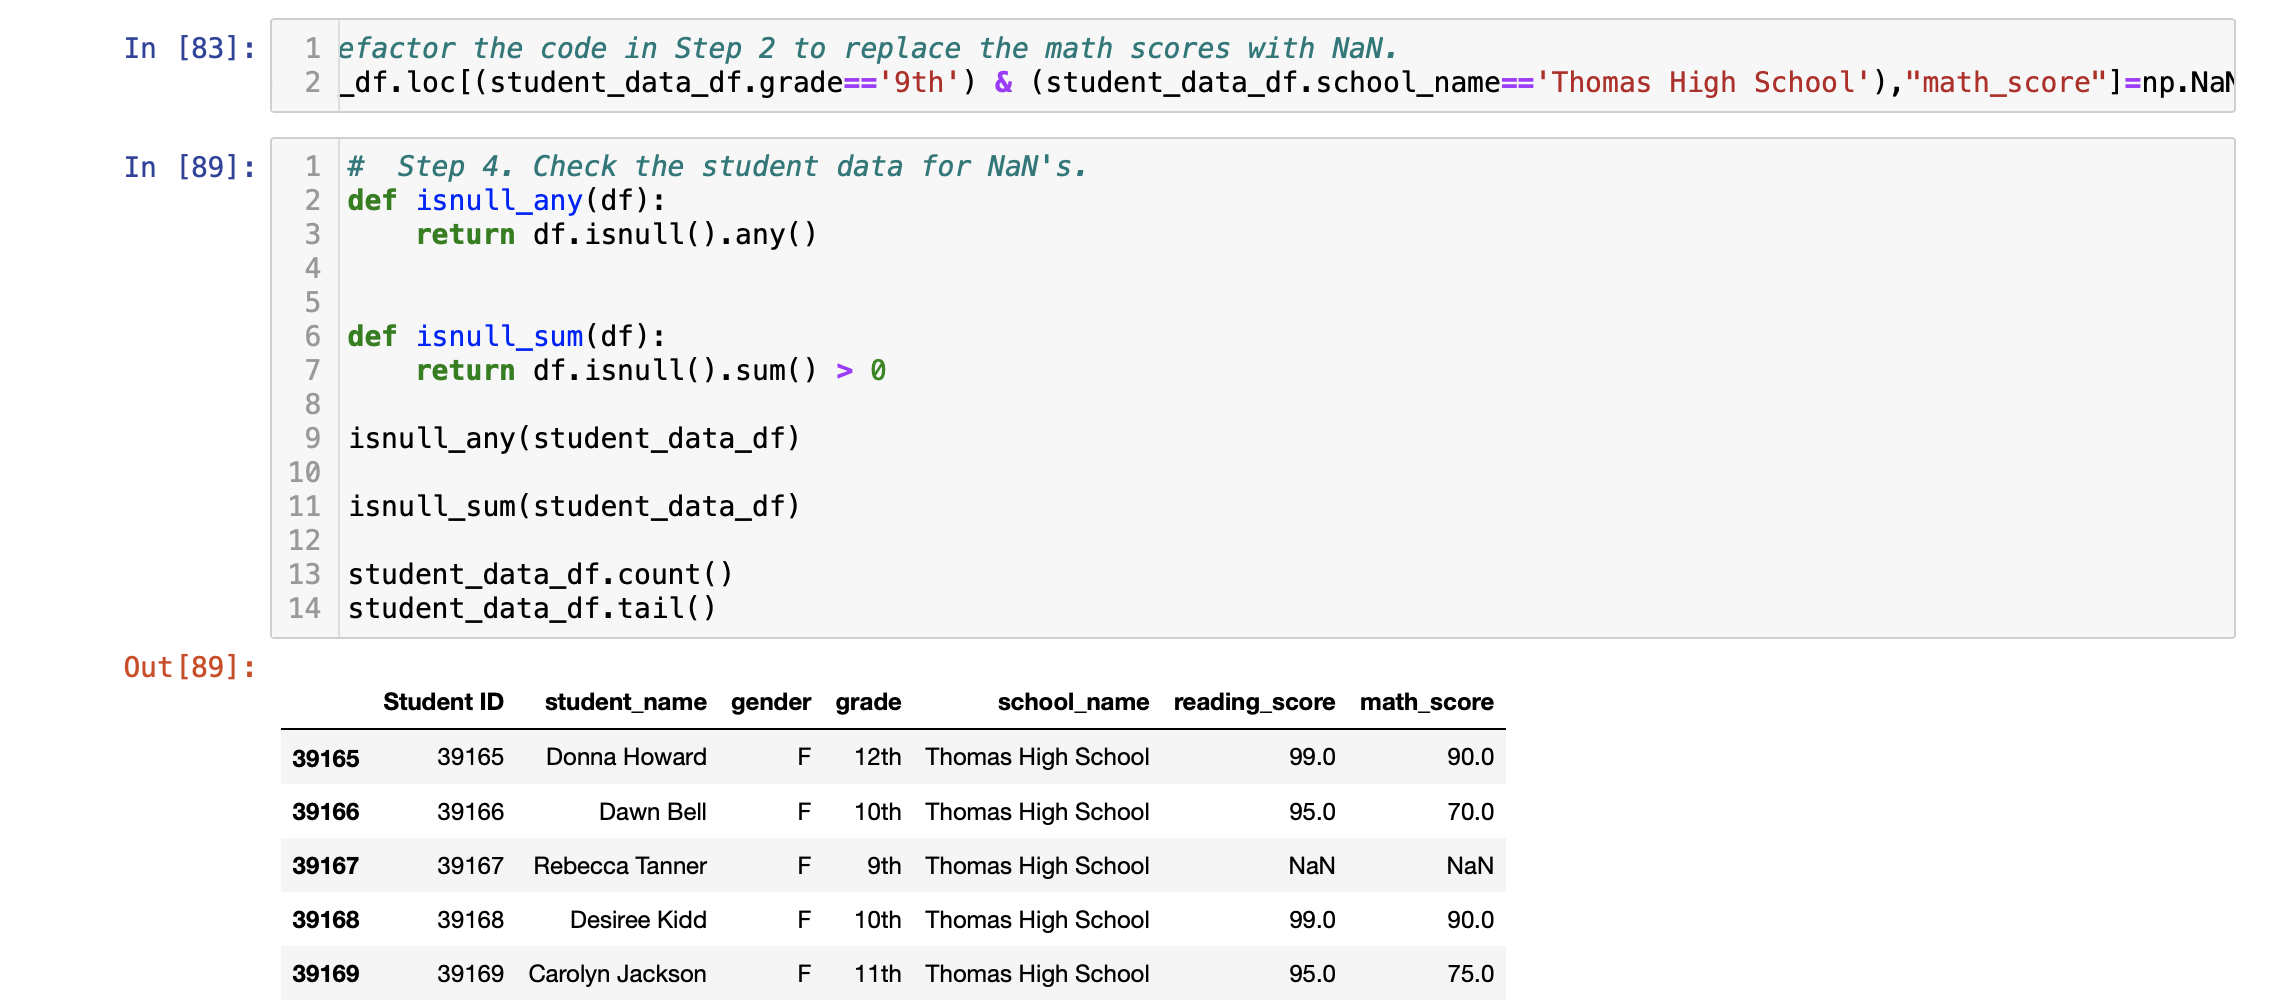 In [83]:
1 efactor the code in Step 2 to replace the math scores with NaN.
2 _df.loc[(student_data_df.grade=='9th') & (student_data_df.school_name=='Thomas High School'),"math_score"]=np.NaN
In [89]:
1 #  Step 4. Check the student data for NaN's.
2 def isnull_any(df):
3     return df.isnull().any()
4
5
6 def isnull_sum(df):
7     return df.isnull().sum() > 0
8
9 isnull_any(student_data_df)
10
11 isnull_sum(student_data_df)
12
13 student_data_df.count()
14 student_data_df.tail()
Out[89]:
Student ID student_name gender grade school_name reading_score math_score
39165 39165 Donna Howard F 12th Thomas High School 99.0 90.0
39166 39166 Dawn Bell F 10th Thomas High School 95.0 70.0
39167 39167 Rebecca Tanner F 9th Thomas High School NaN NaN
39168 39168 Desiree Kidd F 10th Thomas High School 99.0 90.0
39169 39169 Carolyn Jackson F 11th Thomas High School 95.0 75.0